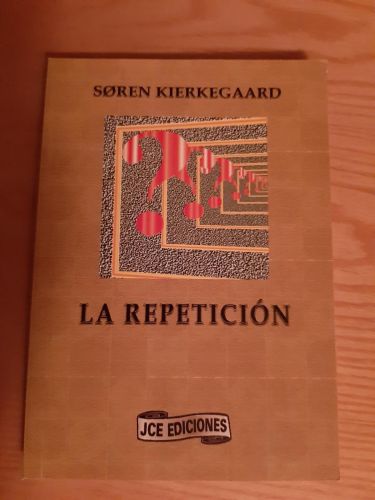 SØREN KIERKEGAARD
LA REPETICIÓN
JCE EDICIONES